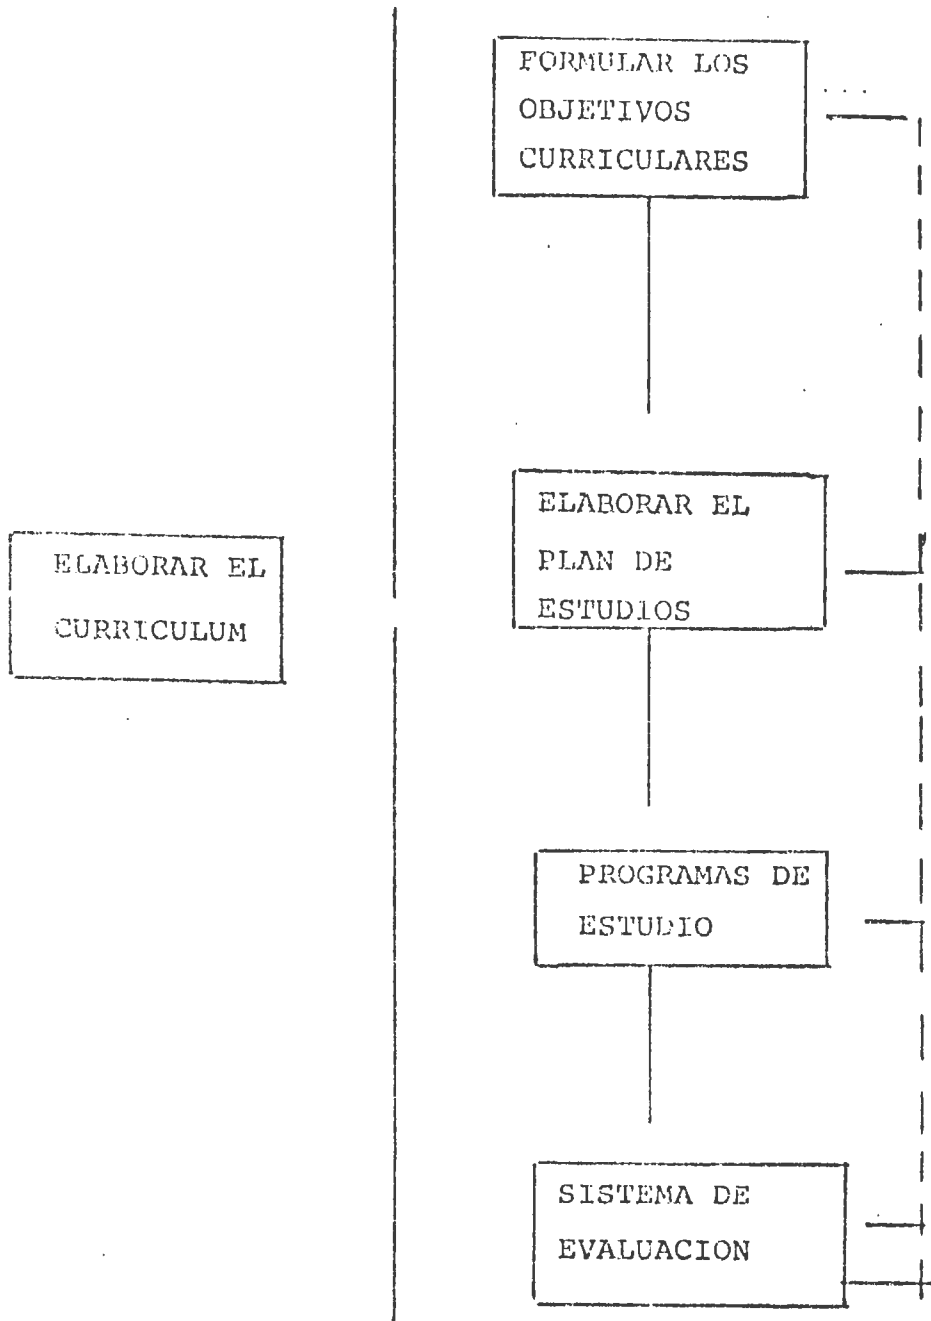 FORMULAR LOS
OBJETIVOS
CURRICULARES
ELABORAR EL
PLAN DE
ESTUDIOS
ELABORAR EL
CURRICULUM
PROGRAMAS DE
ESTUDIO
SISTEMA DE
EVALUACION